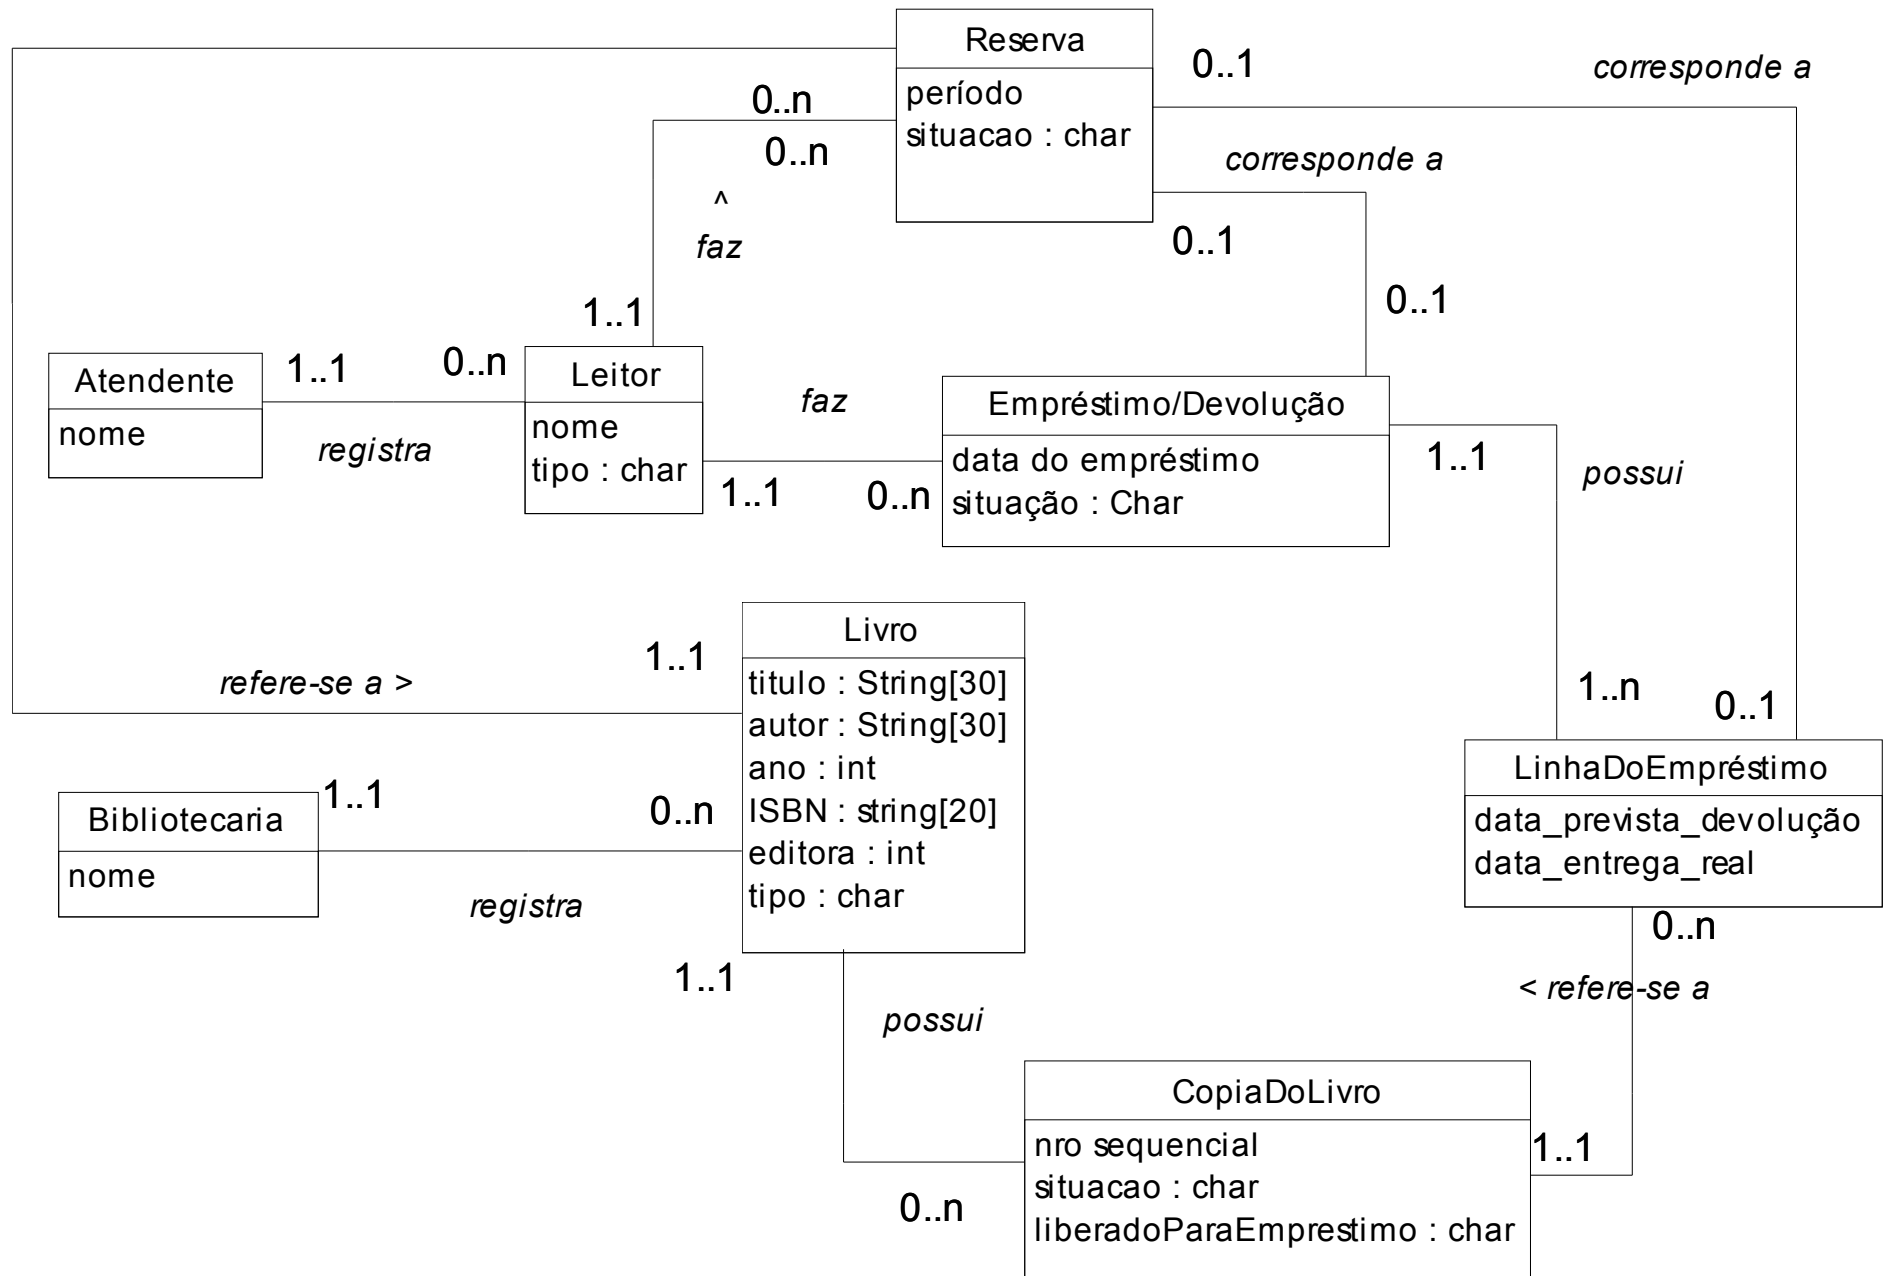 Reserva
período
situacao : char
0..1
corresponde a
0..n
0..n
corresponde a
^
faz
0..1
0..1
1..1
Atendente
nome
1..1
0..n
registra
Leitor
nome
tipo : char
faz
1..1
0..n
Empréstimo/Devolução
data do empréstimo
situação : Char
1..1
possui
1..n
0..1
Livro
titulo : String[30]
autor : String[30]
ano : int
ISBN : string[20]
editora : int
tipo : char
1..1
refere-se a >
Bibliotecaria
nome
1..1
0..n
registra
LinhaDoEmpréstimo
data_prevista_devolução
data_entrega_real
0..n
< refere-se a
1..1
possui
CopiaDoLivro
nro sequencial
situacao : char
liberadoParaEmprestimo : char
1..1
0..n